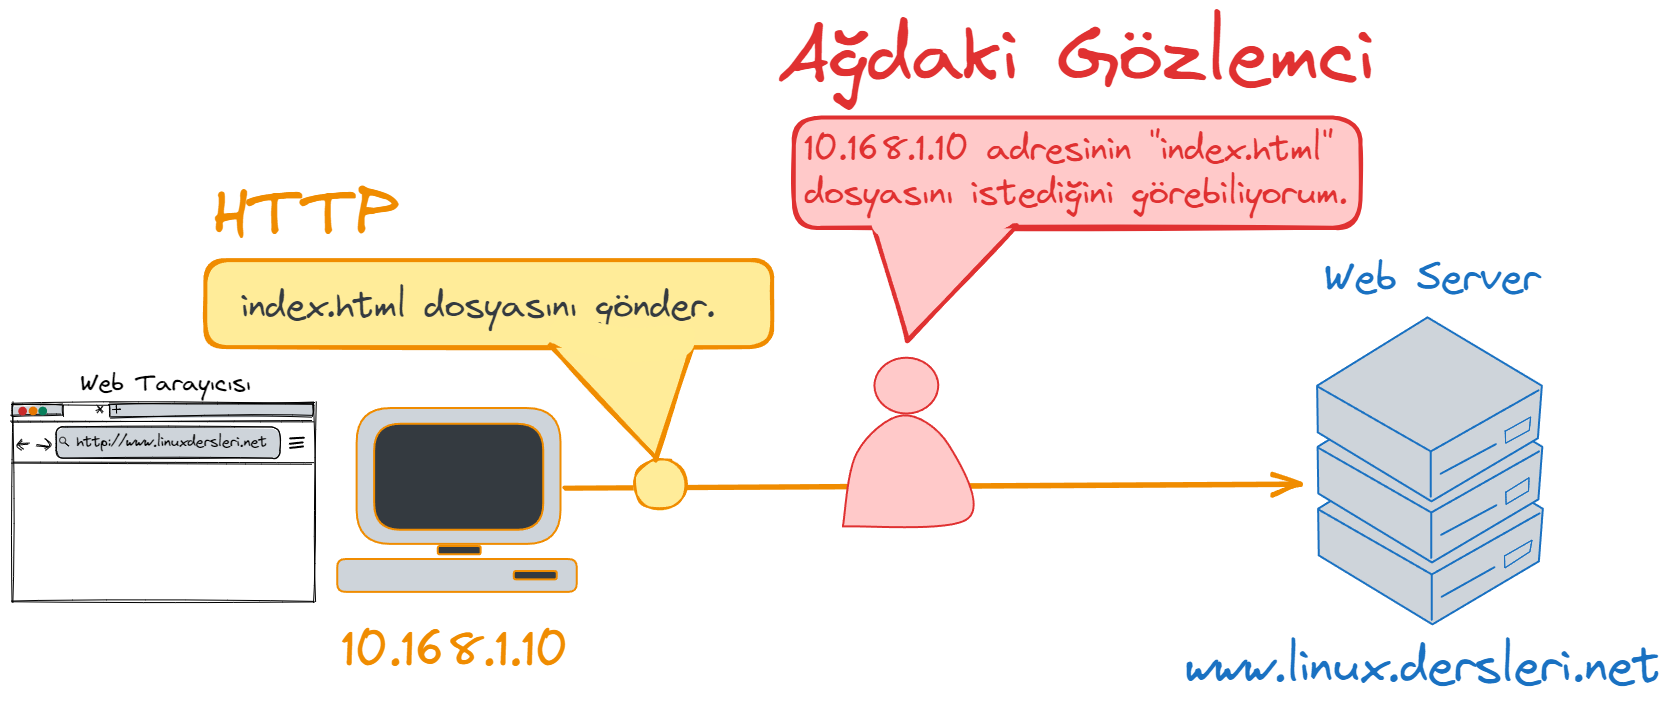 Ağdaki Gözlemci
10.168.1.10 adresinin "index.html"
dosyasını istediğini görebiliyorum.
HTTP
index.html dosyasını gönder.
Web Server
Web Tarayıcısı
http://www.linuxdersleri.net
10.168.1.10
www.linux.dersleri.net